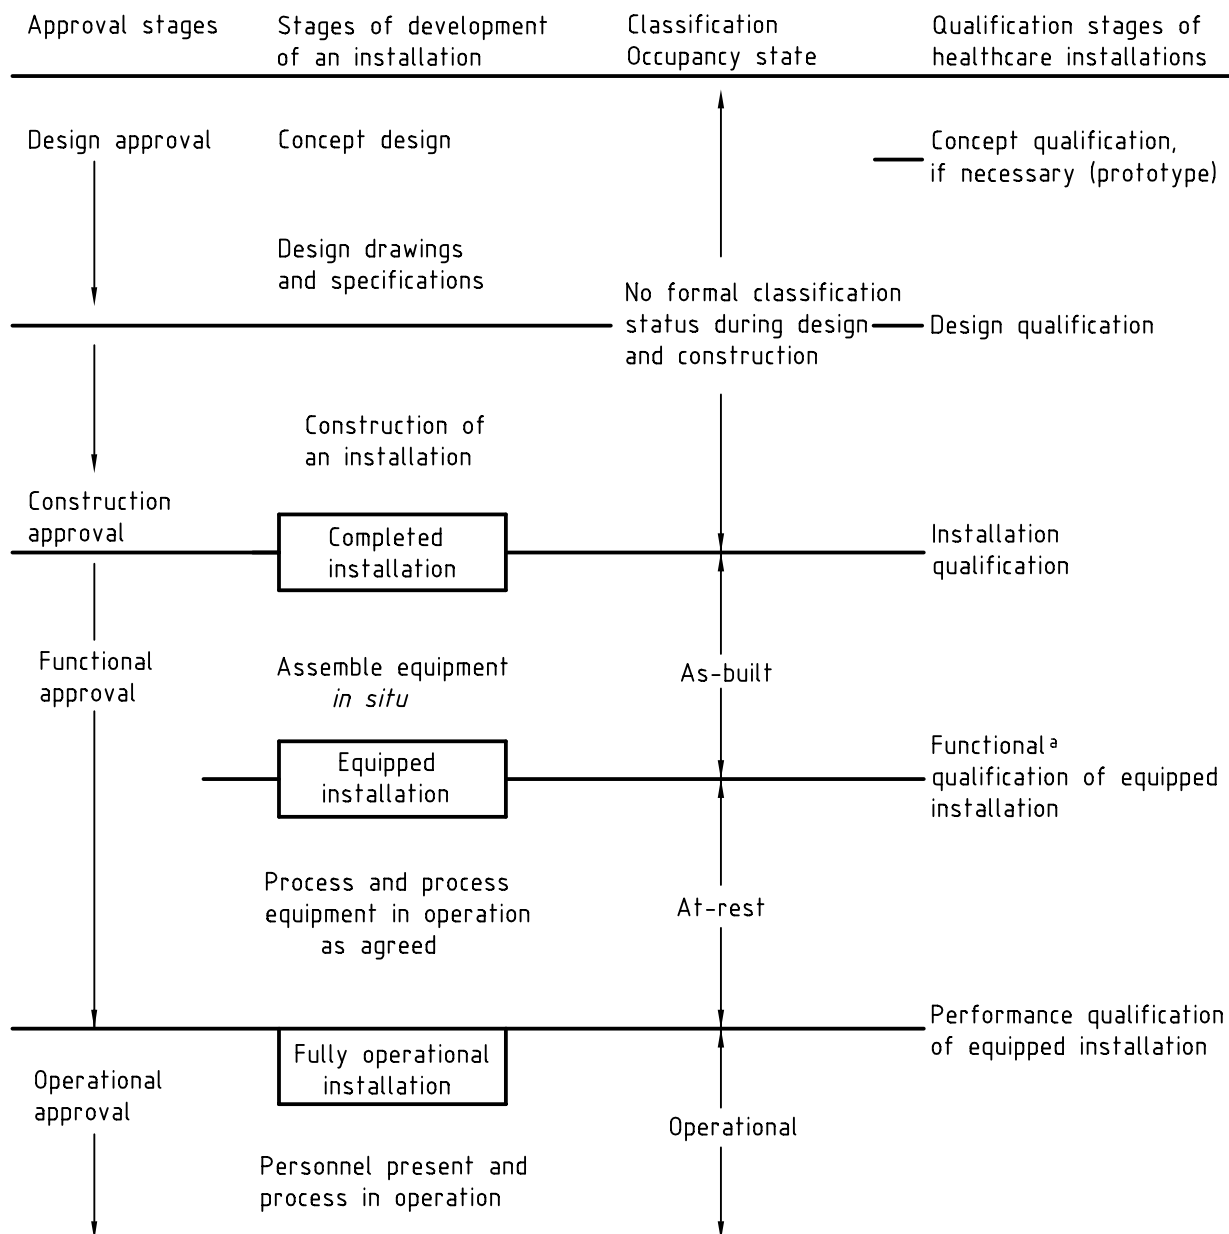 Approval stages
Stages of development
of an installation
Classification
Occupancy state
Qualification stages of
healthcare installations
Design approval
Concept design
Concept qualification,
if necessary (prototype)
Design drawings
and specifications
No formal classification
status during design
and construction
Design qualification
Construction of
an installation
Construction
approval
Completed
installation
Installation
qualification
Functional
approval
Assemble equipment
in situ
As-built
Equipped
installation
Functional a
qualification of equipped
installation
Process and process
equipment in operation
as agreed
At-rest
Performance qualification
of equipped installation
Fully operational
installation
Operational
approval
Operational
Personnel present and
process in operation